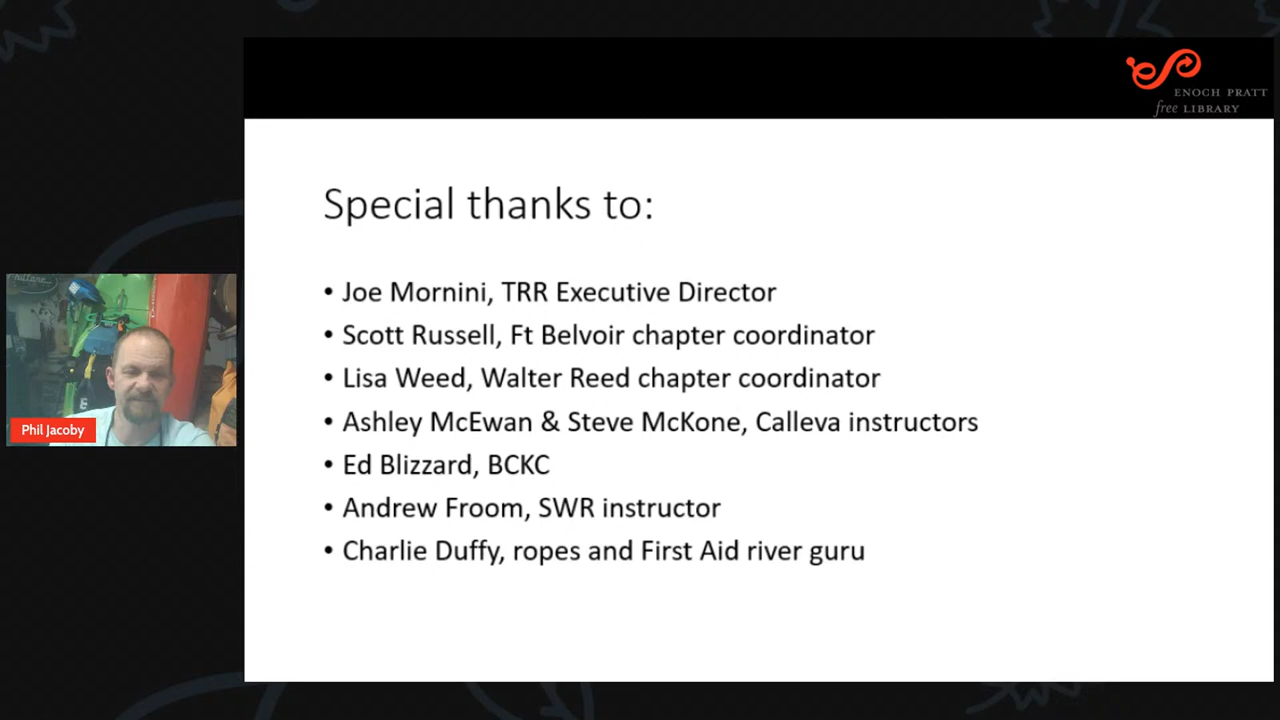 ENOCH PRATT
free LIBRARY
Special thanks to:
• Joe Mornini, TRR Executive Director
• Scott Russell, Ft Belvoir chapter coordinator
• Lisa Weed, Walter Reed chapter coordinator
• Ashley McEwan & Steve McKone, Calleva instructors
• Ed Blizzard, BCKC
• Andrew Froom, SWR instructor
• Charlie Duffy, ropes and First Aid river guru
Phil Jacoby